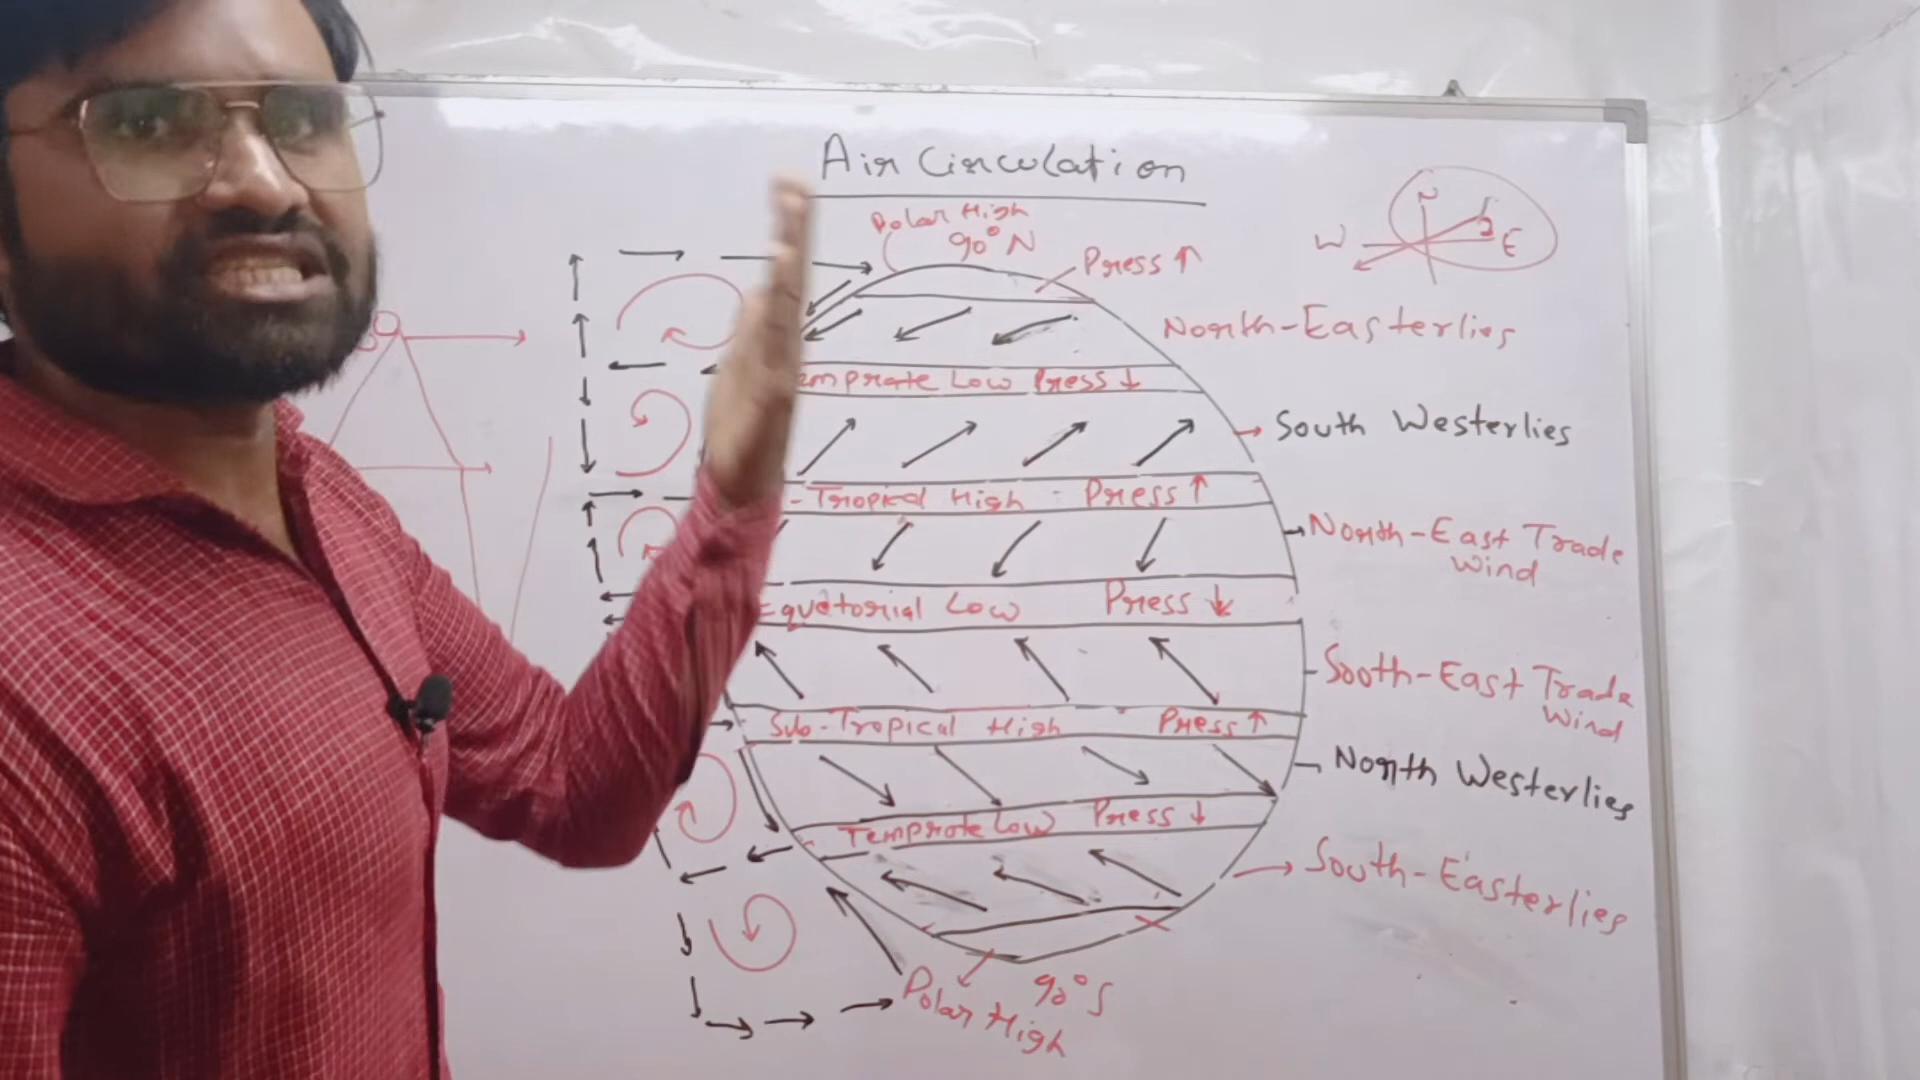 Air Circulation
Polar High
90° N
Press ↑
N
W
E
North-Easterlies
Temprate Low Press ↓
South Westerlies
-Tropical High - Press ↑
North-East Trade
Wind
Equatorial Low Press ↓
South-East Trade
Wind
Sub-Tropical High Press ↑
North Westerlies
Temprate Low Press ↓
South-Easterlies
90° S
Polar High